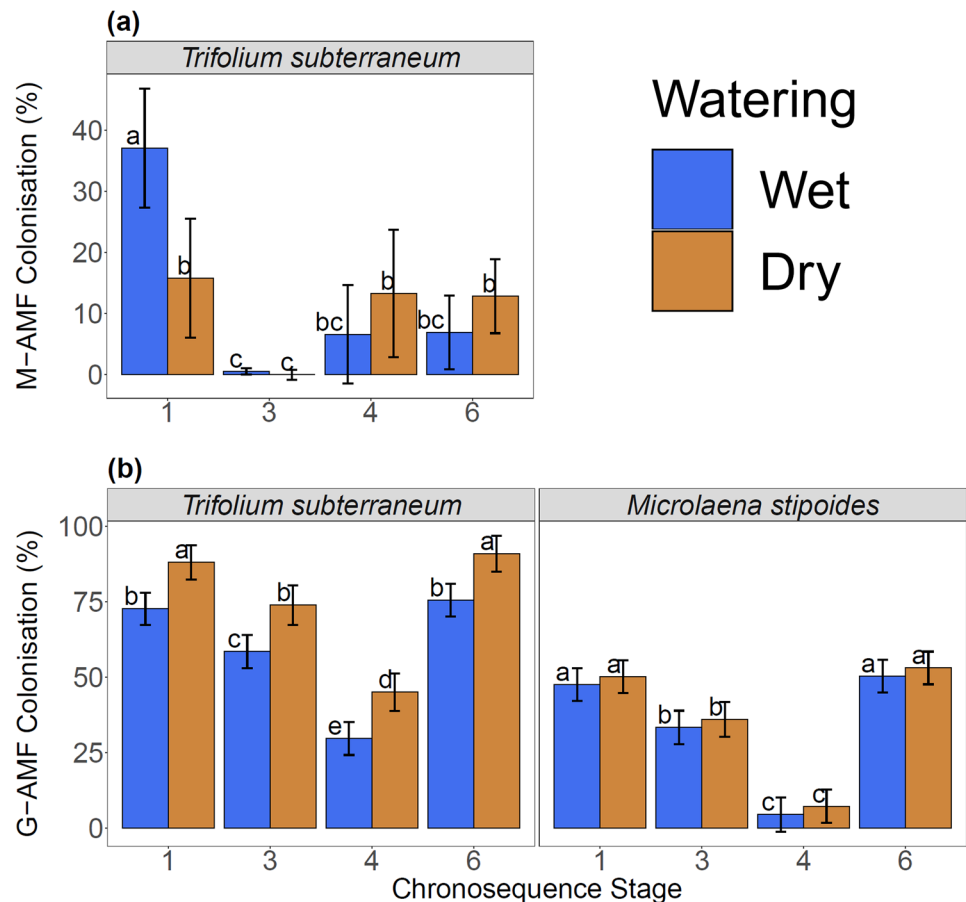 (a)
Trifolium subterraneum
M-AMF Colonisation (%)
40
30
20
10
0
a
b
c
c
bc
b
bc
b
1
3
4
6
Watering
Wet
Dry
(b)
Trifolium subterraneum
Microlaena stipoides
G-AMF Colonisation (%)
100
75
50
25
0
b
a
c
b
e
d
b
a
a
a
b
b
c
c
a
a
1
3
4
6
1
3
4
6
Chronosequence Stage